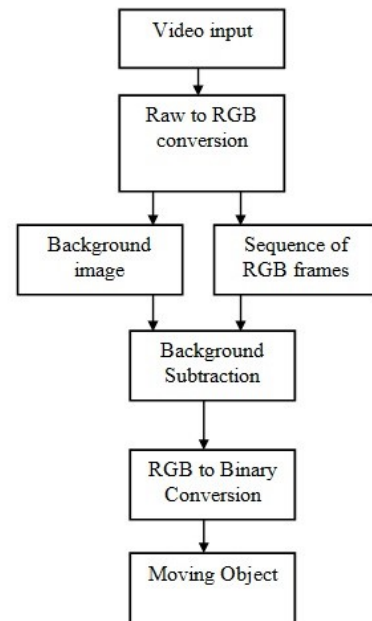 Video input
Raw to RGB
conversion
Background
image
Sequence of
RGB frames
Background
Subtraction
RGB to Binary
Conversion
Moving Object